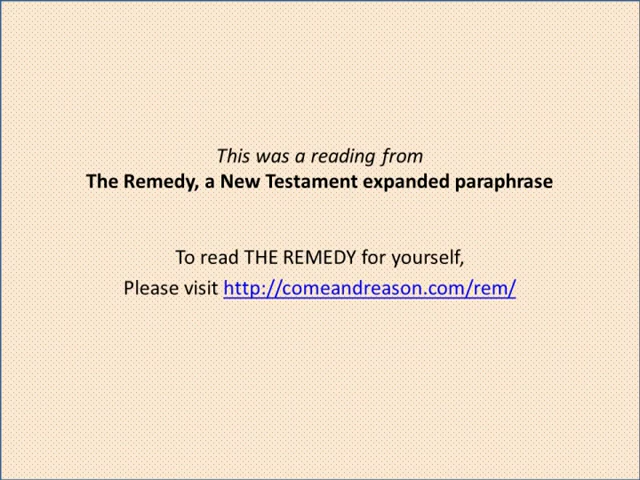 This was a reading from
The Remedy, a New Testament expanded paraphrase
To read THE REMEDY for yourself,
Please visit http://comeandreason.com/rem/